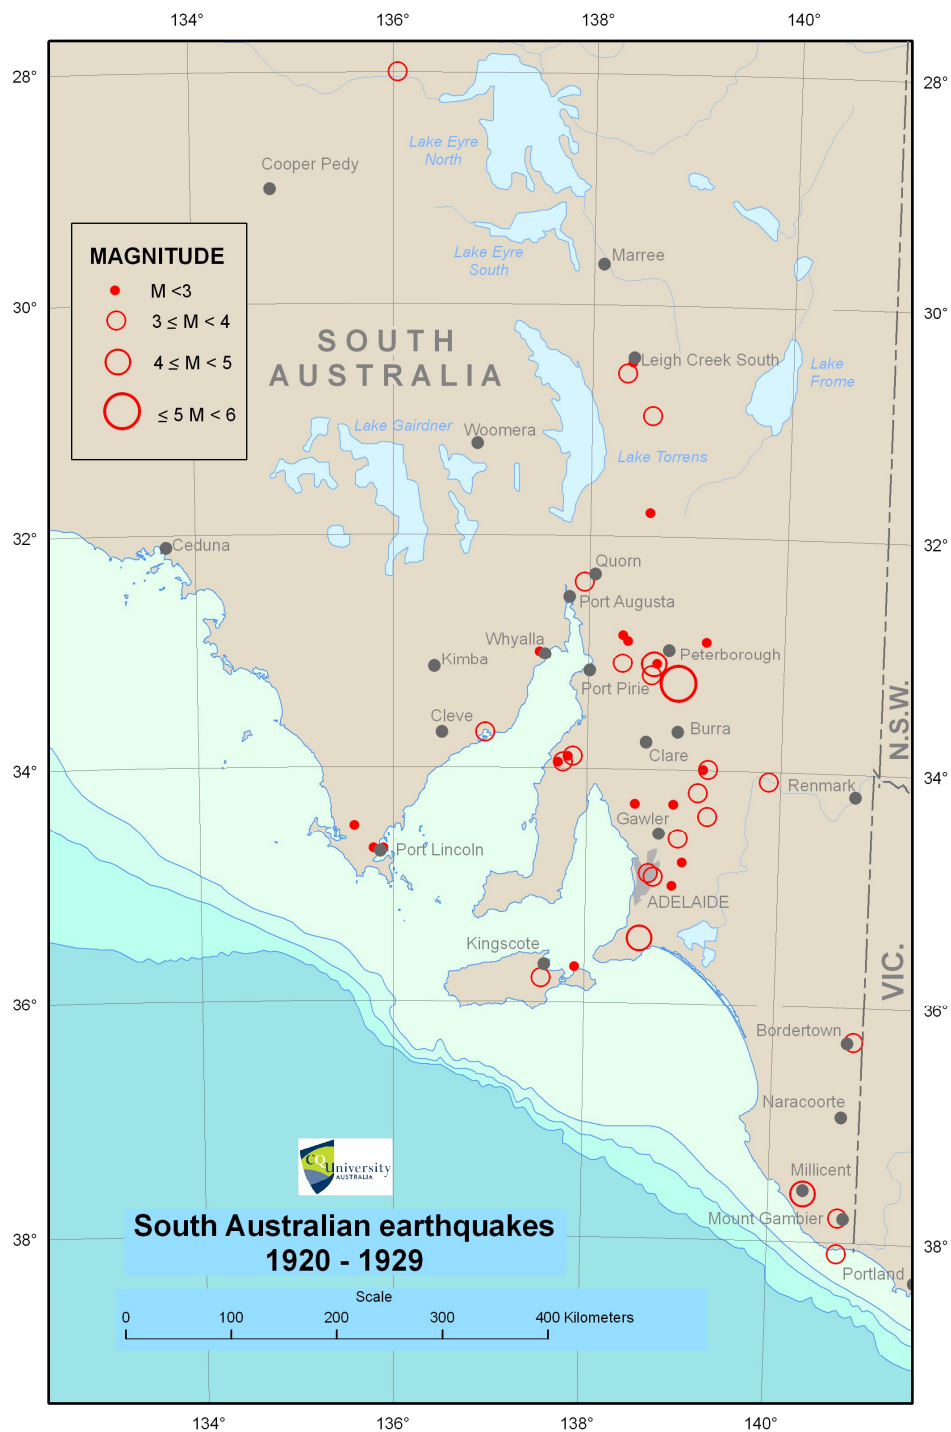 134°
136°
138°
140°
28°
28°
Lake Eyre
North
Cooper Pedy
MAGNITUDE
M <3
3 ≤ M < 4
4 ≤ M < 5
≤ 5 M < 6
Lake Eyre
South
Marree
30°
30°
SOUTH
AUSTRALIA
Leigh Creek South
Lake
Frome
Lake Gairdner
Woomera
Lake Torrens
32°
32°
Ceduna
Quorn
Port Augusta
Whyalla
Kimba
Peterborough
Port Pirie
N.S.W.
Cleve
Burra
Clare
34°
34°
Renmark
Gawler
Port Lincoln
ADELAIDE
Kingscote
VIC.
36°
36°
Bordertown
Naracoorte
CQ
University
AUSTRALIA
Millicent
Mount Gambier
South Australian earthquakes
1920 - 1929
38°
38°
Portland
Scale
0
100
200
300
400 Kilometers
134°
136°
138°
140°